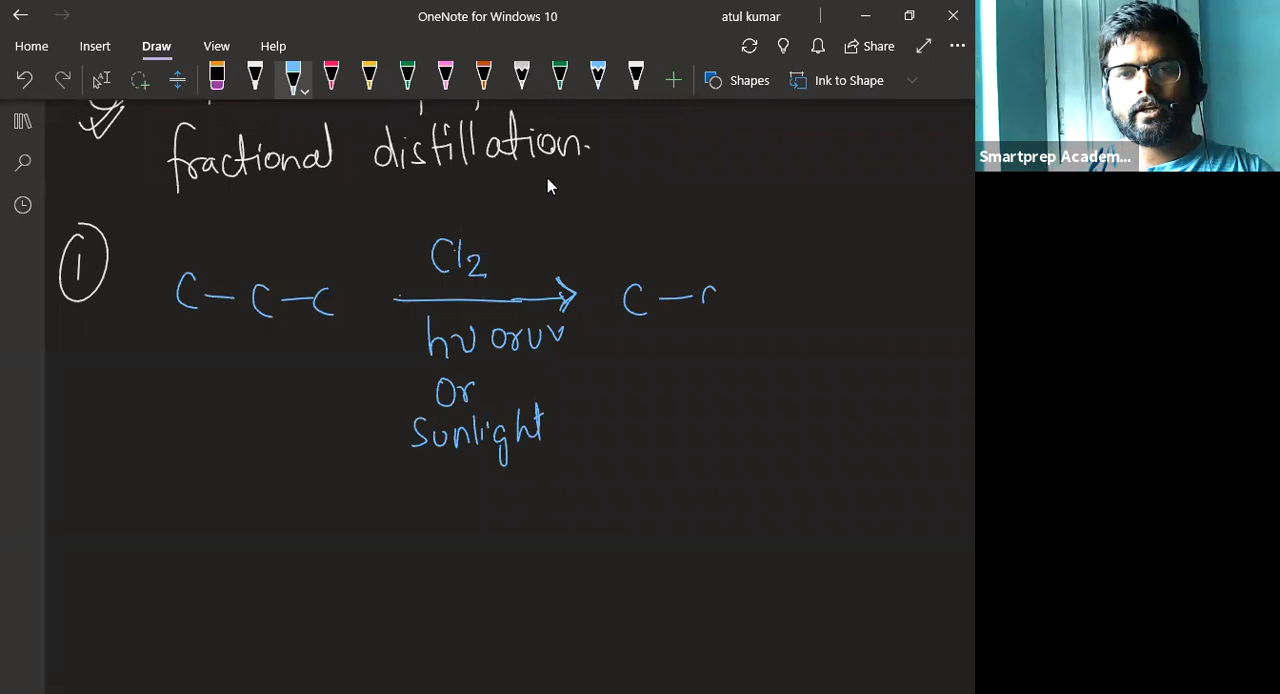 OneNote for Windows 10
atul kumar
Home Insert Draw View Help
Share
Shapes
Ink to Shape
Smartprep Academ...
fractional distillation.
1
C - C - C
Cl2
hν or UV
Or
Sunlight
C -